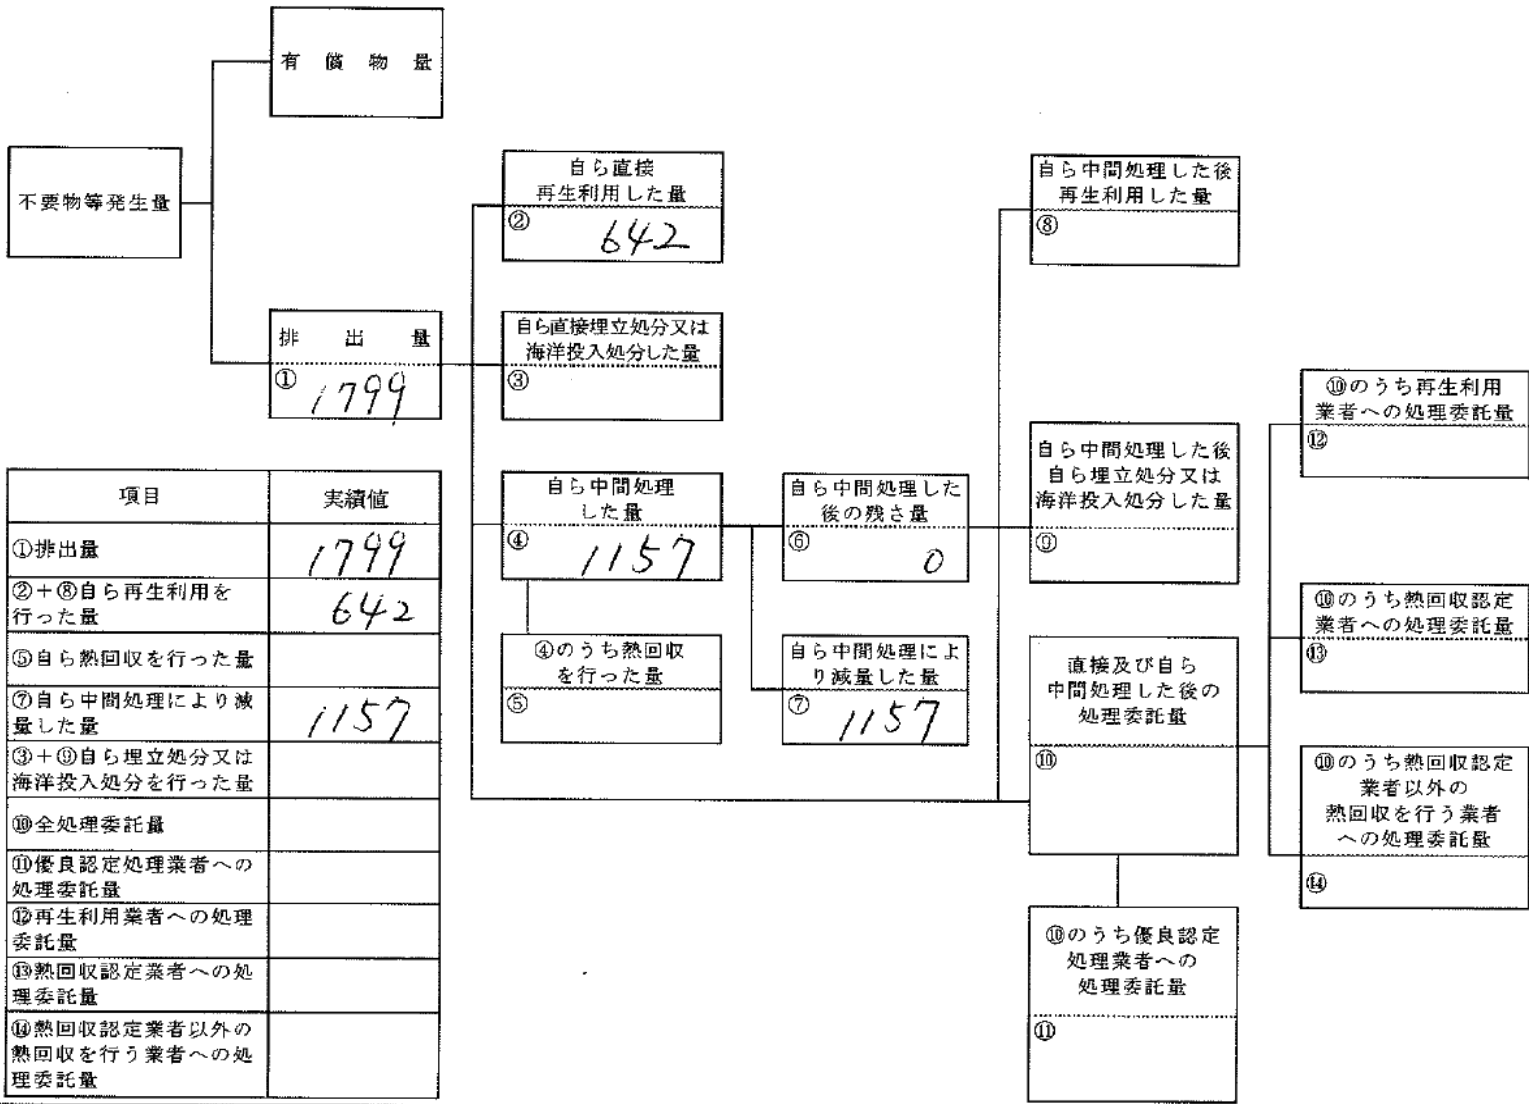 有償物量
不要物等発生量
排出量
① 1799
自ら直接
再生利用した量
② 642
自ら直接埋立処分又は
海洋投入処分した量
③
自ら中間処理
した量
④ 1157
④のうち熱回収
を行った量
⑤
自ら中間処理した
後の残さ量
⑥ 0
自ら中間処理によ
り減量した量
⑦ 1157
自ら中間処理した後
再生利用した量
⑧
自ら中間処理した後
自ら埋立処分又は
海洋投入処分した量
⑨
直接及び自ら
中間処理した後の
処理委託量
⑩
⑩のうち優良認定
処理業者への
処理委託量
⑪
⑩のうち再生利用
業者への処理委託量
⑫
⑩のうち熱回収認定
業者への処理委託量
⑬
⑩のうち熱回収認定
業者以外の
熱回収を行う業者
への処理委託量
⑭
項目 実績値
①排出量 1799
②+⑧自ら再生利用を
行った量 642
⑤自ら熱回収を行った量
⑦自ら中間処理により減
量した量 1157
③+⑨自ら埋立処分又は
海洋投入処分を行った量
⑩全処理委託量
⑪優良認定処理業者への
処理委託量
⑫再生利用業者への処理
委託量
⑬熱回収認定業者への処
理委託量
⑭熱回収認定業者以外の
熱回収を行う業者への処
理委託量